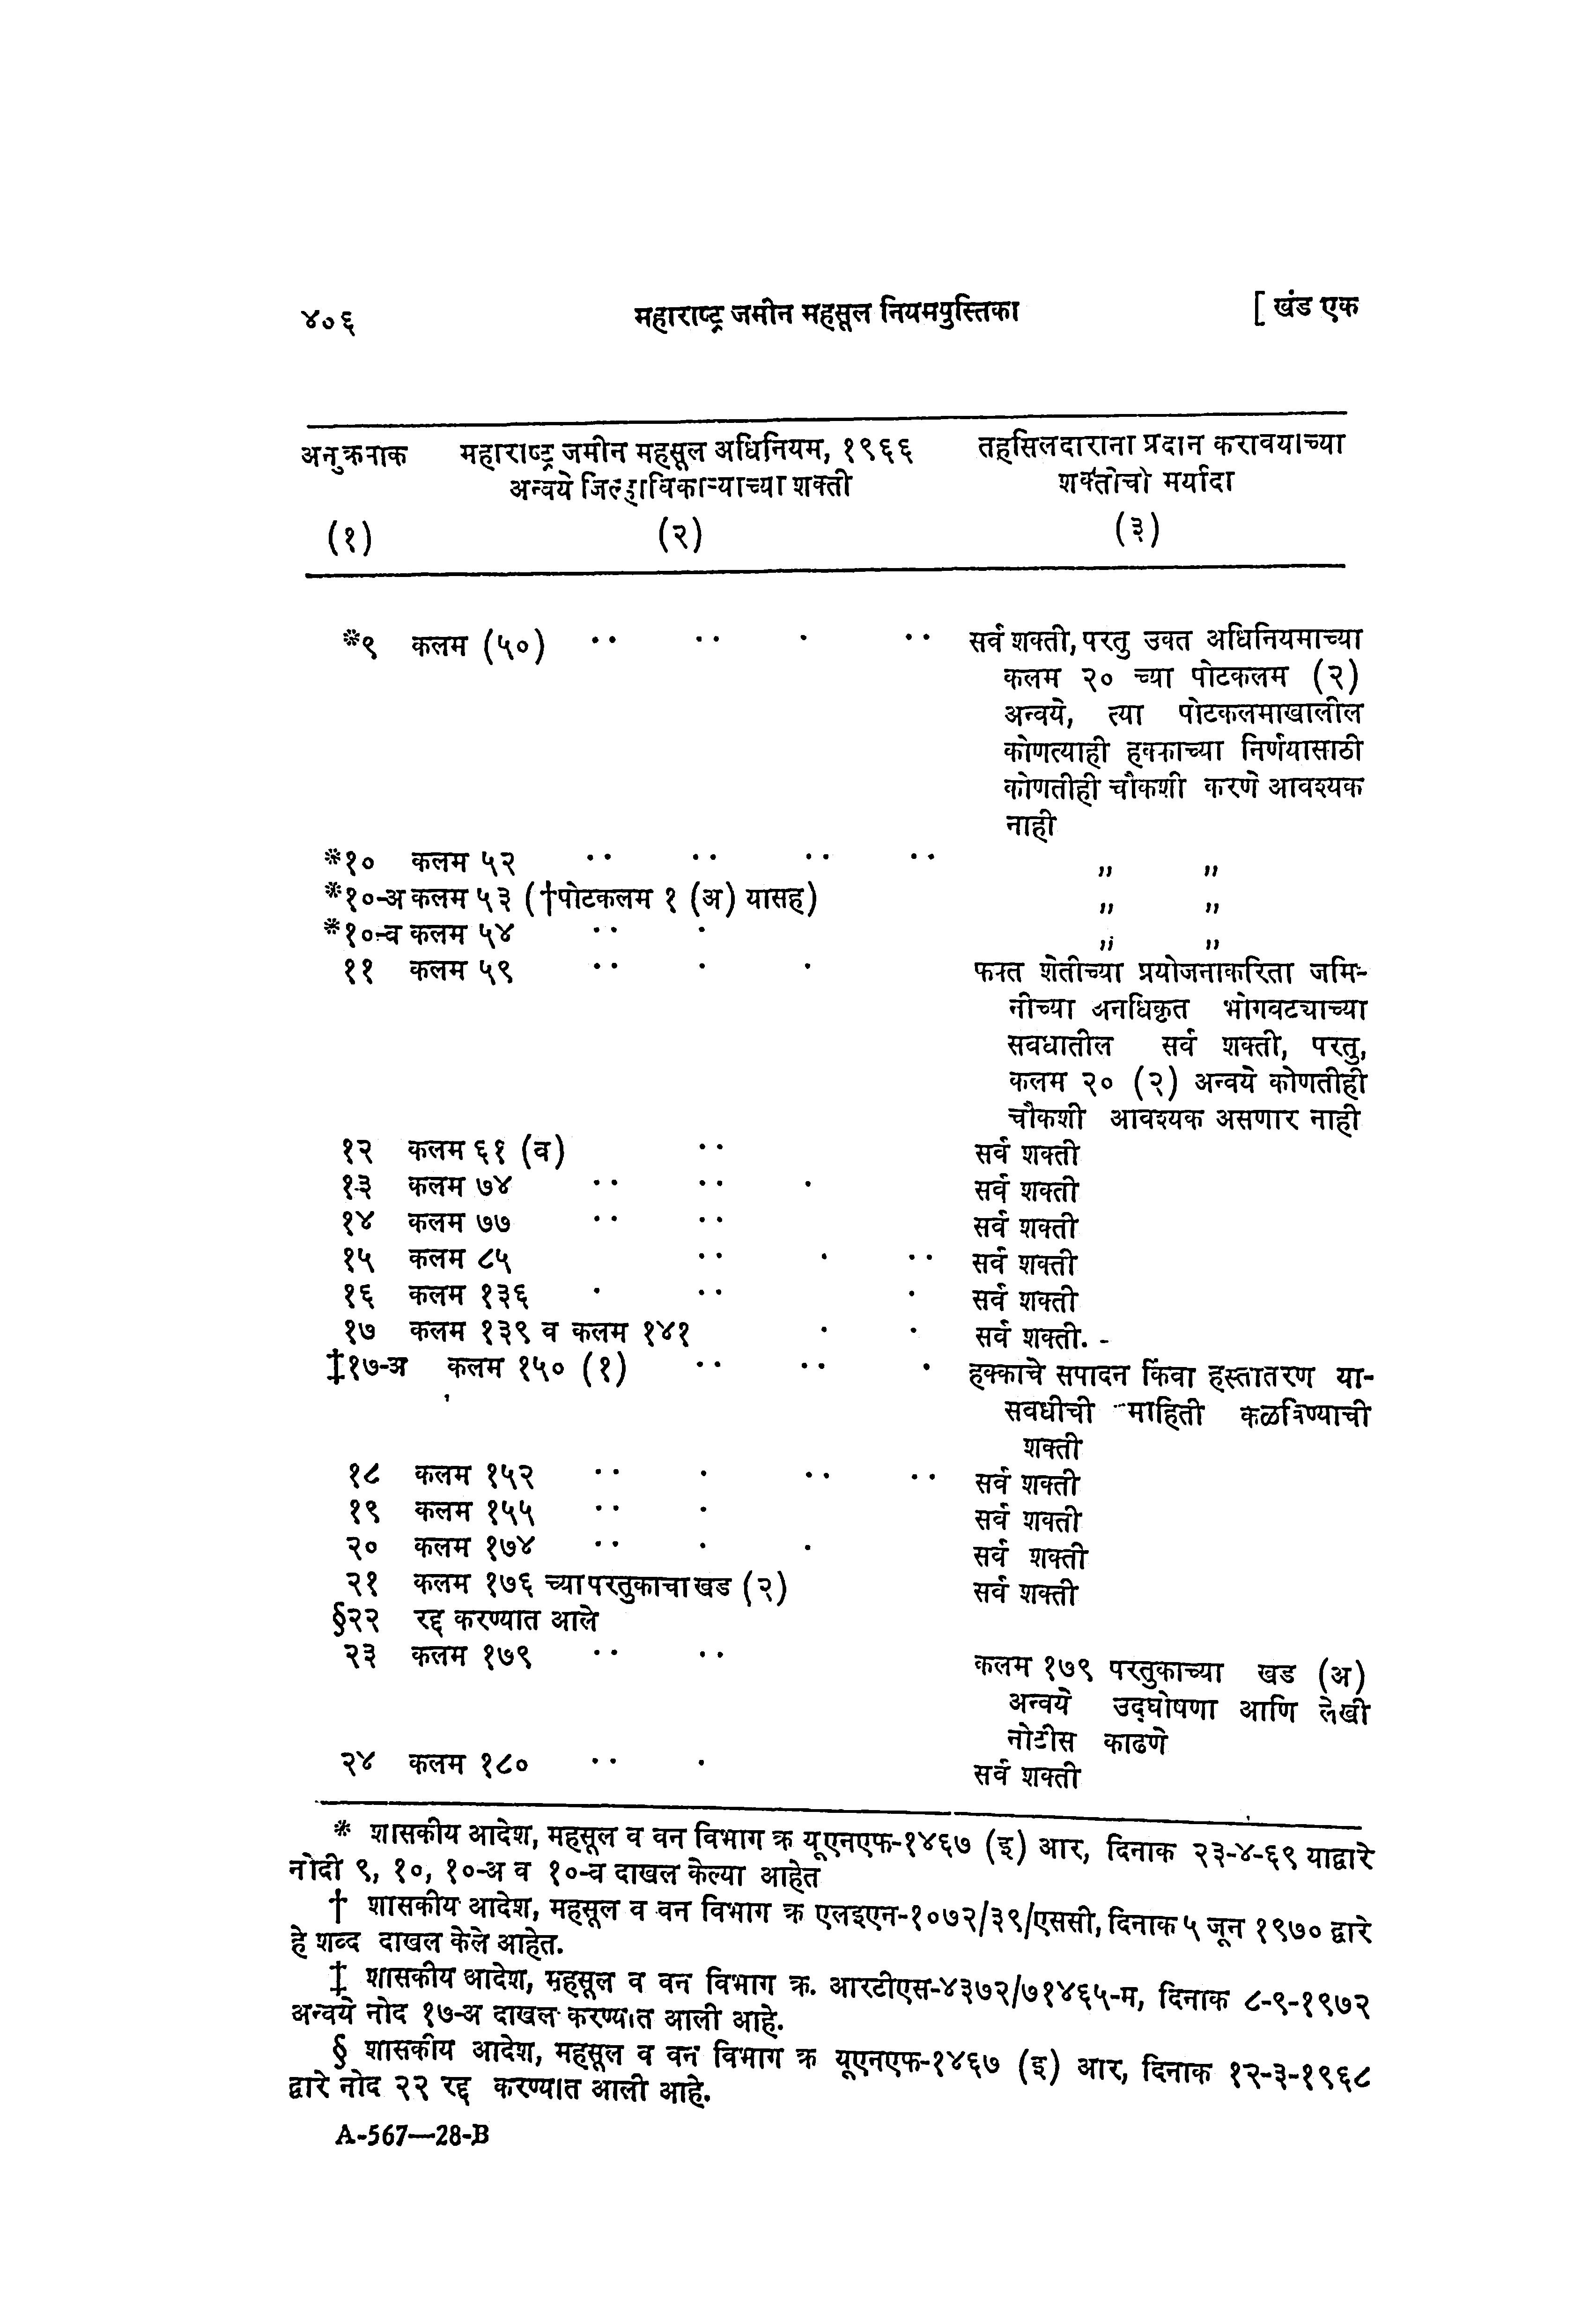 ४०६ महाराष्ट्र जमीन महसूल नियमपुस्तिका [ खंड एक
अनुक्रनाक महाराष्ट्र जमीन महसूल अधिनियम, १९६६ तहसिलदाराना प्रदान करावयाच्या
अन्वये जिल्हाधिकाऱ्याच्या शक्ती शक्तीची मर्यादा
(१) (२) (३)
*९ कलम (५०) .. .. . .. सर्व शक्ती, परतु उक्त अधिनियमाच्या
कलम २० च्या पोटकलम (२)
अन्वये, त्या पोटकलमाखालील
कोणत्याही हक्काच्या निर्णयासाठी
कोणतीही चौकशी करणे आवश्यक
नाही
*१० कलम ५२ .. .. .. .. ,, ,,
*१०-अ कलम ५३ (†पोटकलम १ (अ) यासह) ,, ,,
*१०-व कलम ५४ .. . ,, ,,
११ कलम ५९ .. . . फक्त शेतीच्या प्रयोजनाकरिता जमि-
नीच्या अनधिकृत भोगवट्याच्या
सवधातील सर्व शक्ती, परतु,
कलम २० (२) अन्वये कोणतीही
चौकशी आवश्यक असणार नाही
१२ कलम ६१ (व) .. सर्व शक्ती
१३ कलम ७४ .. .. . सर्व शक्ती
१४ कलम ७७ .. .. सर्व शक्ती
१५ कलम ८५ .. . .. सर्व शक्ती
१६ कलम १३६ . .. . सर्व शक्ती
१७ कलम १३९ व कलम १४१ . . सर्व शक्ती. -
‡१७-अ कलम १५० (१) .. .. . हक्काचे सपादन किंवा हस्तातरण या-
सवधीची माहिती कळविण्याची
शक्ती
१८ कलम १५२ .. . .. .. सर्व शक्ती
१९ कलम १५५ .. . सर्व शक्ती
२० कलम १७४ .. . . सर्व शक्ती
२१ कलम १७६ च्या परतुकाचा खड (२) सर्व शक्ती
§२२ रद्द करण्यात आले
२३ कलम १७९ .. .. कलम १७९ परतुकाच्या खड (अ)
अन्वये उद्घोषणा आणि लेखी
नोटीस काढणे
२४ कलम १८० .. . सर्व शक्ती
* शासकीय आदेश, महसूल व वन विभाग क्र यूएनएफ-१४६७ (इ) आर, दिनाक २३-४-६९ याद्वारे
नोदी ९, १०, १०-अ व १०-व दाखल केल्या आहेत
† शासकीय आदेश, महसूल व वन विभाग क्र एलइएन-१०७२/३९/एससी, दिनाक ५ जून १९७० द्वारे
हे शब्द दाखल केले आहेत.
‡ शासकीय आदेश, महसूल व वन विभाग क्र. आरटीएस-४३७२/७१४६५-म, दिनाक ८-९-१९७२
अन्वये नोद १७-अ दाखल करण्यात आली आहे.
§ शासकीय आदेश, महसूल व वन विभाग क्र यूएनएफ-१४६७ (इ) आर, दिनाक १२-३-१९६८
द्वारे नोद २२ रद्द करण्यात आली आहे.
A-567—28-B